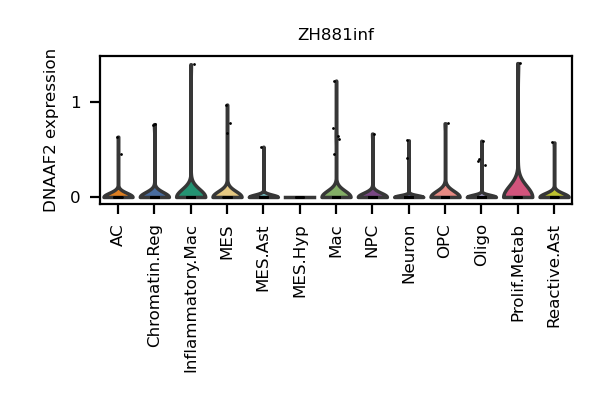 ZH881inf
DNAAF2 expression
1
0
AC
Chromatin.Reg
Inflammatory.Mac
MES
MES.Ast
MES.Hyp
Mac
NPC
Neuron
OPC
Oligo
Prolif.Metab
Reactive.Ast